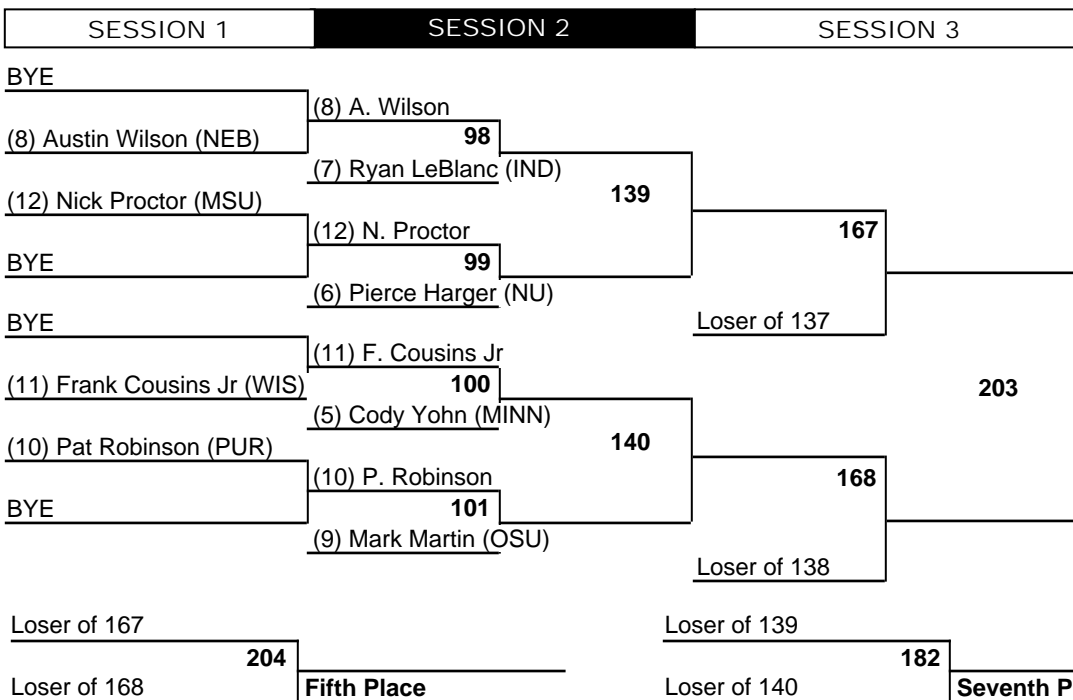 SESSION 1 SESSION 2 SESSION 3
BYE
(8) A. Wilson
(8) Austin Wilson (NEB) 98
(7) Ryan LeBlanc (IND)
139
(12) Nick Proctor (MSU)
(12) N. Proctor 167
BYE 99
(6) Pierce Harger (NU)
BYE Loser of 137
(11) F. Cousins Jr
(11) Frank Cousins Jr (WIS) 100 203
(5) Cody Yohn (MINN)
(10) Pat Robinson (PUR) 140
(10) P. Robinson 168
BYE 101
(9) Mark Martin (OSU)
Loser of 138
Loser of 167 Loser of 139
204 182
Loser of 168 Fifth Place Loser of 140 Seventh P